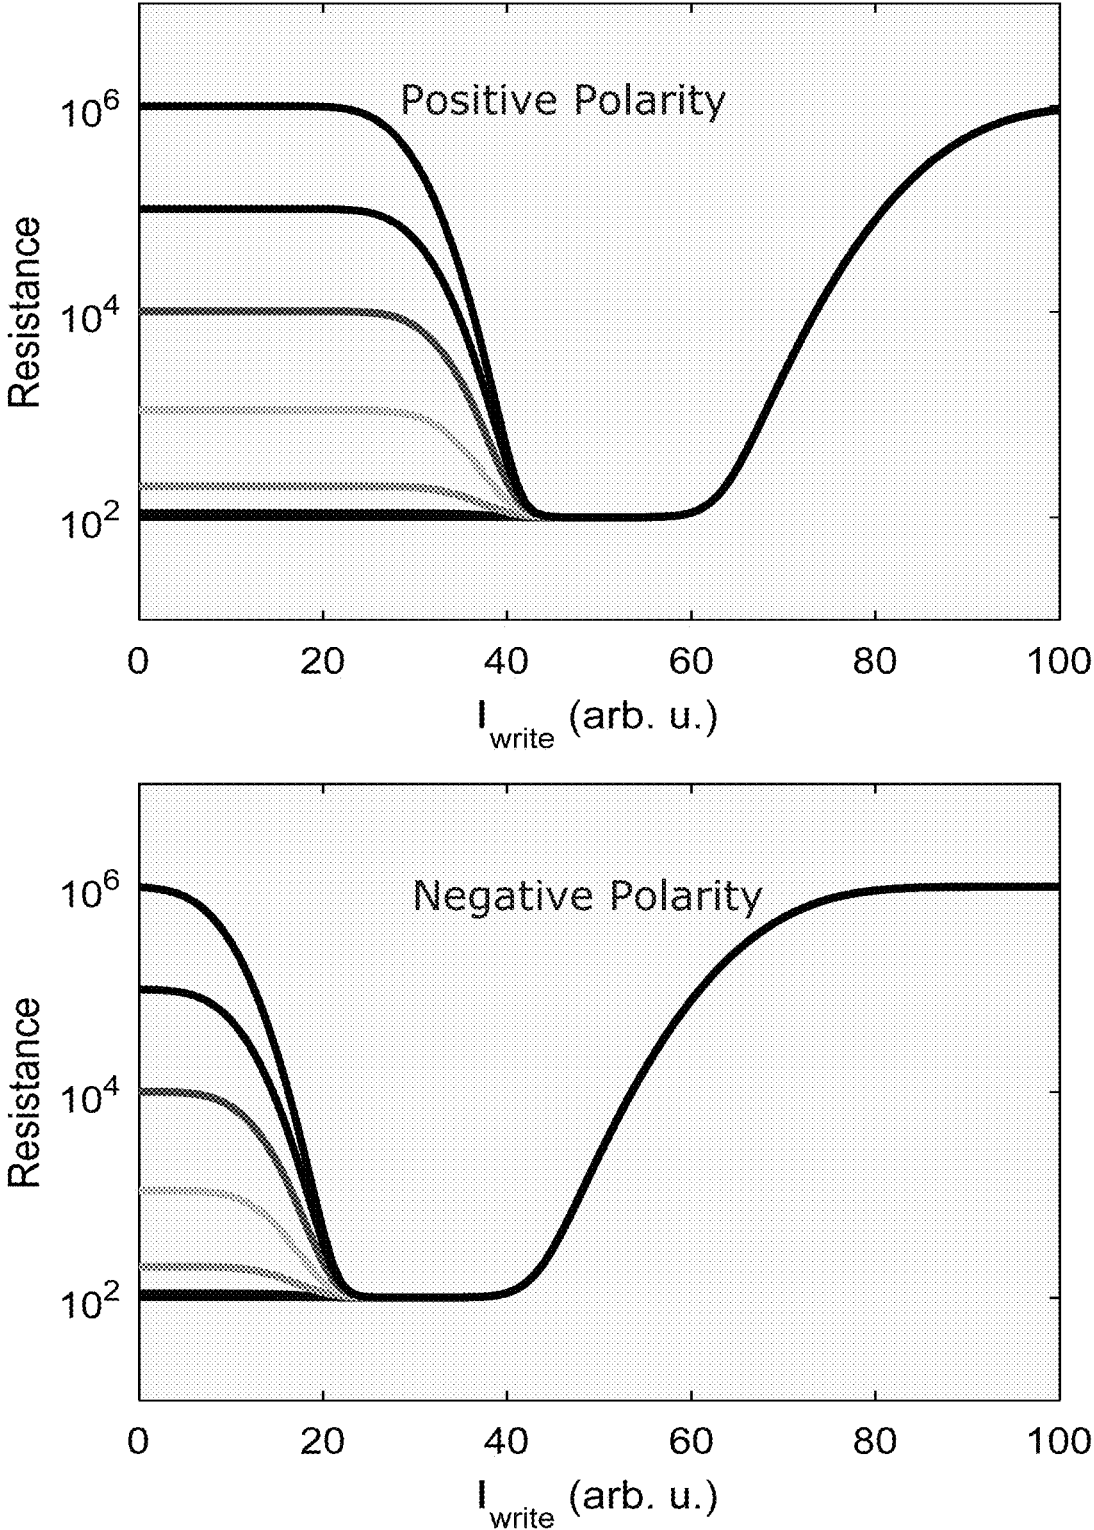 Positive Polarity
Resistance
10^6
10^4
10^2
0 20 40 60 80 100
I_write (arb. u.)
Negative Polarity
Resistance
10^6
10^4
10^2
0 20 40 60 80 100
I_write (arb. u.)